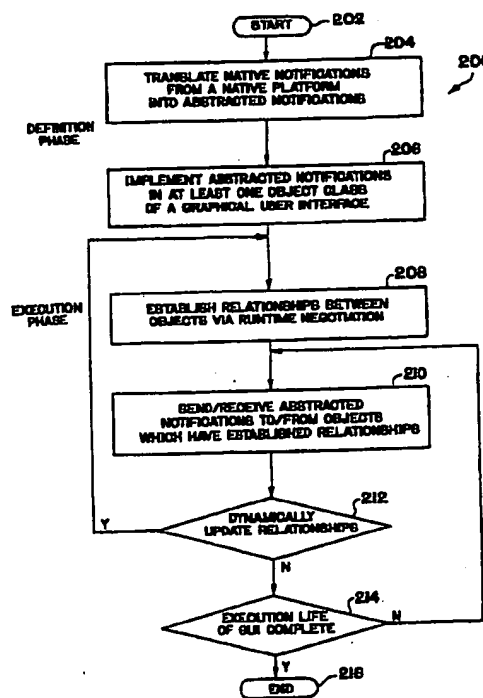 START
202
204
200
TRANSLATE NATIVE NOTIFICATIONS
FROM A NATIVE PLATFORM
INTO ABSTRACTED NOTIFICATIONS
DEFINITION
PHASE
206
IMPLEMENT ABSTRACTED NOTIFICATIONS
IN AT LEAST ONE OBJECT CLASS
OF A GRAPHICAL USER INTERFACE
EXECUTION
PHASE
208
ESTABLISH RELATIONSHIPS BETWEEN
OBJECTS VIA RUNTIME NEGOTIATION
210
SEND/RECEIVE ABSTRACTED
NOTIFICATIONS TO/FROM OBJECTS
WHICH HAVE ESTABLISHED RELATIONSHIPS
212
DYNAMICALLY
UPDATE RELATIONSHIPS
Y
N
214
EXECUTION LIFE
OF GUI COMPLETE
N
Y
216
END